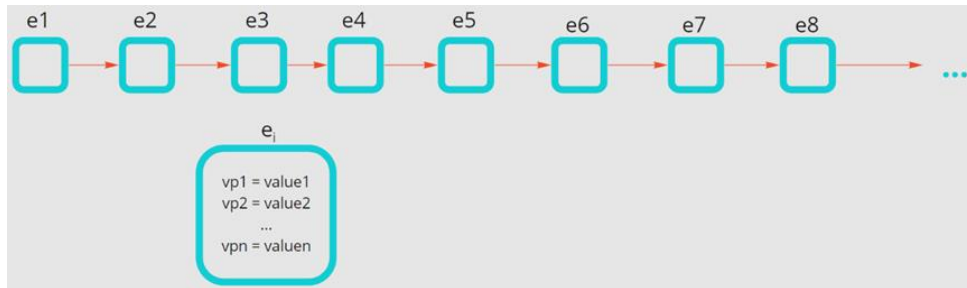 e1 e2 e3 e4 e5 e6 e7 e8
...
ei
vp1 = value1
vp2 = value2
...
vpn = valuen